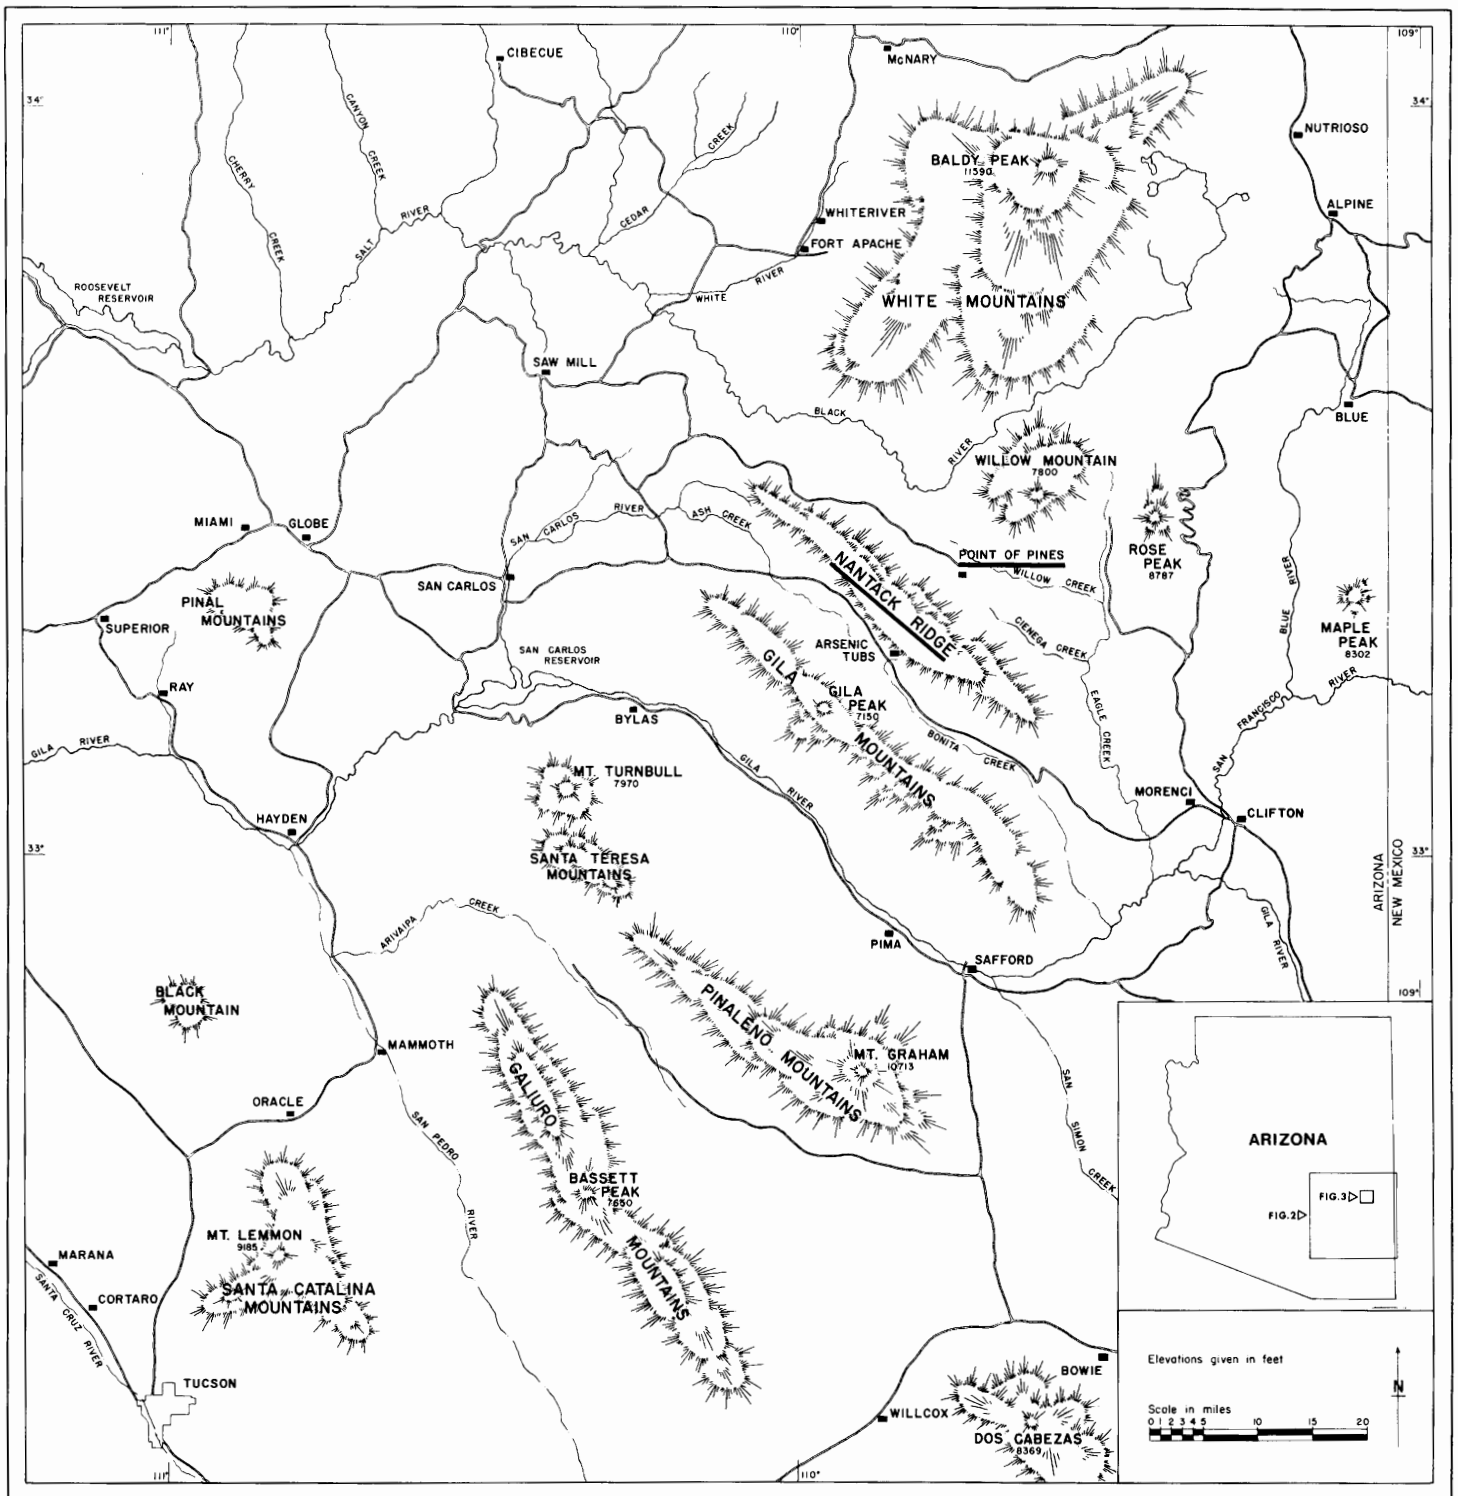 111°
110°
109°
CIBECUE
McNARY
34°
34°
CANYON
CREEK
CHERRY
CREEK
CREEK
CEDAR
NUTRIOSO
BALDY PEAK
11590
RIVER
SALT
WHITERIVER
ALPINE
FORT APACHE
RIVER
WHITE
ROOSEVELT
RESERVOIR
WHITE MOUNTAINS
SAW MILL
BLACK
RIVER
BLUE
WILLOW MOUNTAIN
7800
MIAMI
GLOBE
SAN CARLOS
RIVER
ASH CREEK
ROSE
PEAK
8787
POINT OF PINES
WILLOW CREEK
NANTACK RIDGE
SAN CARLOS
RIVER
BLUE
PINAL
MOUNTAINS
SUPERIOR
CIENEGA CREEK
MAPLE
PEAK
8302
ARSENIC
TUBS
SAN CARLOS
RESERVOIR
GILA
RAY
GILA
PEAK
7150
EAGLE CREEK
RIVER
FRANCISCO
SAN
BYLAS
GILA RIVER
BONITA CREEK
MOUNTAINS
GILA
RIVER
MT. TURNBULL
7970
MORENCI
CLIFTON
HAYDEN
33°
33°
SANTA TERESA
MOUNTAINS
ARIZONA
NEW MEXICO
ARIVAIPA CREEK
GILA
RIVER
PIMA
SAFFORD
BLACK
MOUNTAIN
PINALENO MOUNTAINS
109°
MAMMOTH
MT. GRAHAM
10713
GALIURO
ORACLE
SAN PEDRO
RIVER
SAN
SIMON
CREEK
ARIZONA
BASSETT
PEAK
7650
FIG.3
FIG.2
MT. LEMMON
9185
MOUNTAINS
MARANA
SANTA CATALINA
MOUNTAINS
CORTARO
SANTA CRUZ RIVER
TUCSON
BOWIE
Elevations given in feet
N
WILLCOX
Scale in miles
0 1 2 3 4 5 10 15 20
DOS CABEZAS
8369
111°
110°